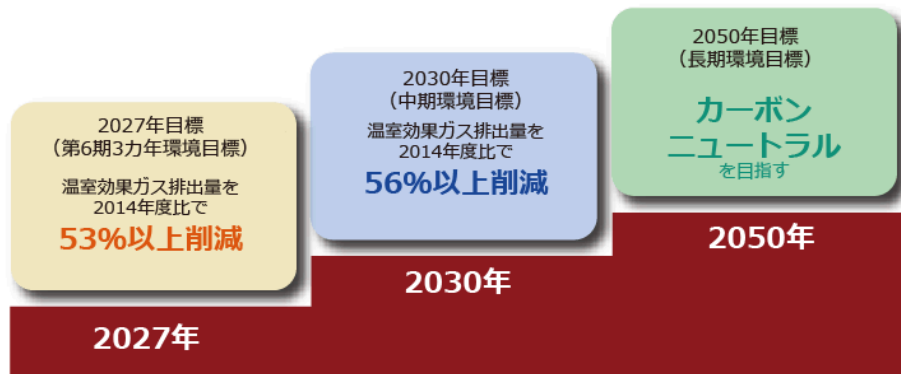 2027年目標
（第6期3カ年環境目標）
温室効果ガス排出量を
2014年度比で
53%以上削減
2027年
2030年目標
（中期環境目標）
温室効果ガス排出量を
2014年度比で
56%以上削減
2030年
2050年目標
（長期環境目標）
カーボン
ニュートラル
を目指す
2050年